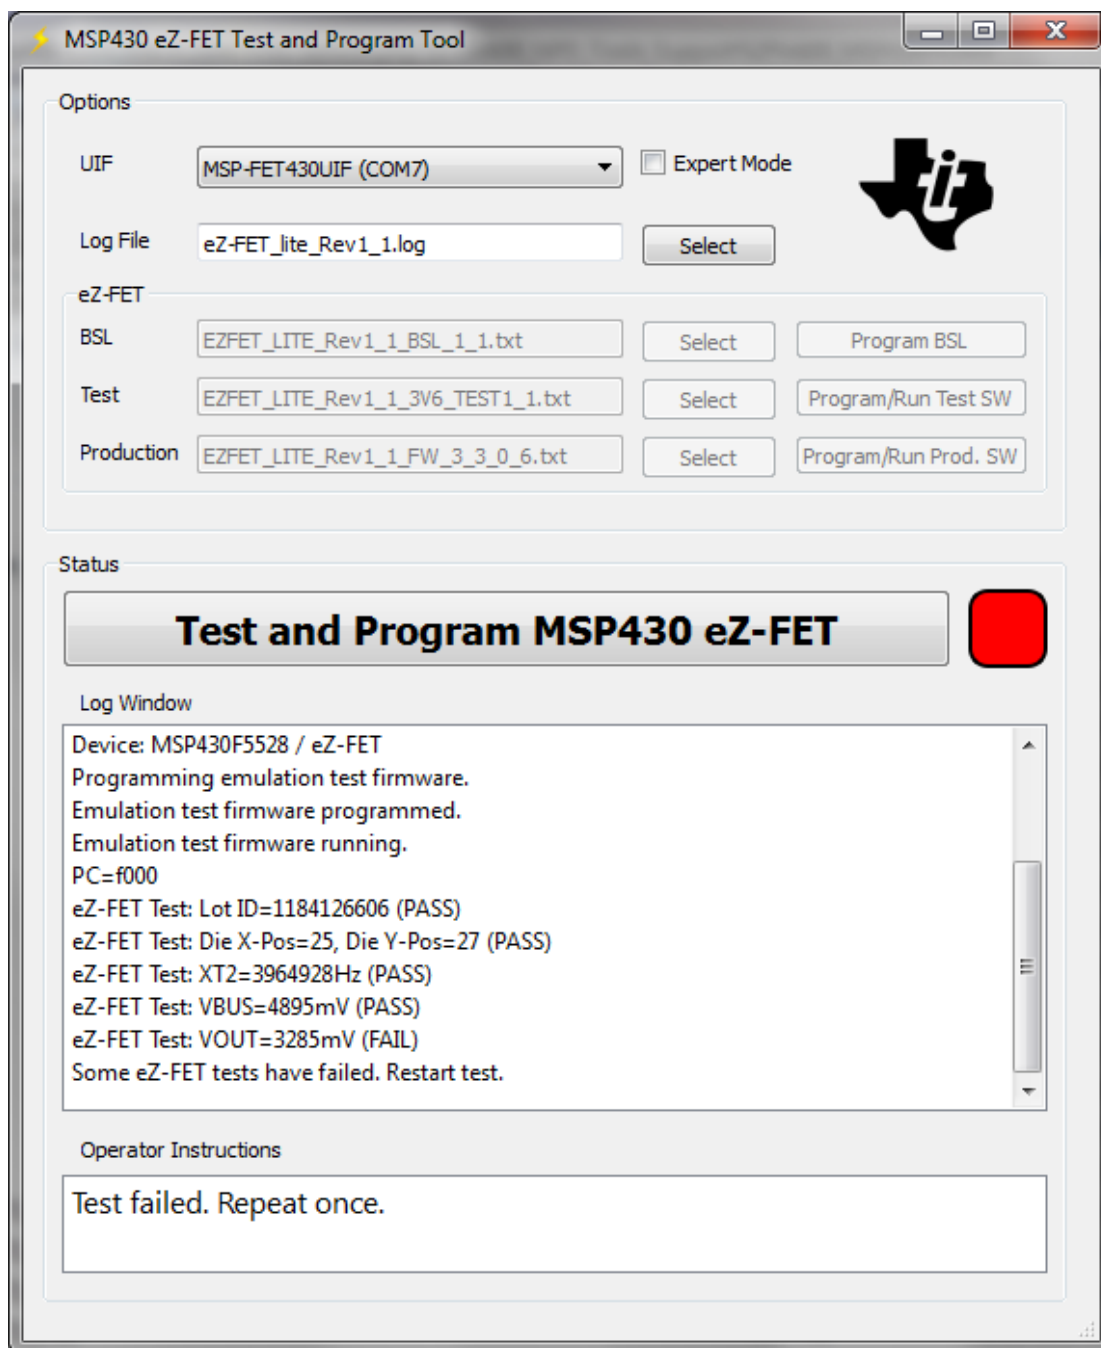 MSP430 eZ-FET Test and Program Tool
Options
UIF MSP-FET430UIF (COM7) Expert Mode
Log File eZ-FET_lite_Rev1_1.log Select
eZ-FET
BSL EZFET_LITE_Rev1_1_BSL_1_1.txt Select Program BSL
Test EZFET_LITE_Rev1_1_3V6_TEST1_1.txt Select Program/Run Test SW
Production EZFET_LITE_Rev1_1_FW_3_3_0_6.txt Select Program/Run Prod. SW
Status
Test and Program MSP430 eZ-FET
Log Window
Device: MSP430F5528 / eZ-FET
Programming emulation test firmware.
Emulation test firmware programmed.
Emulation test firmware running.
PC=f000
eZ-FET Test: Lot ID=1184126606 (PASS)
eZ-FET Test: Die X-Pos=25, Die Y-Pos=27 (PASS)
eZ-FET Test: XT2=3964928Hz (PASS)
eZ-FET Test: VBUS=4895mV (PASS)
eZ-FET Test: VOUT=3285mV (FAIL)
Some eZ-FET tests have failed. Restart test.
Operator Instructions
Test failed. Repeat once.